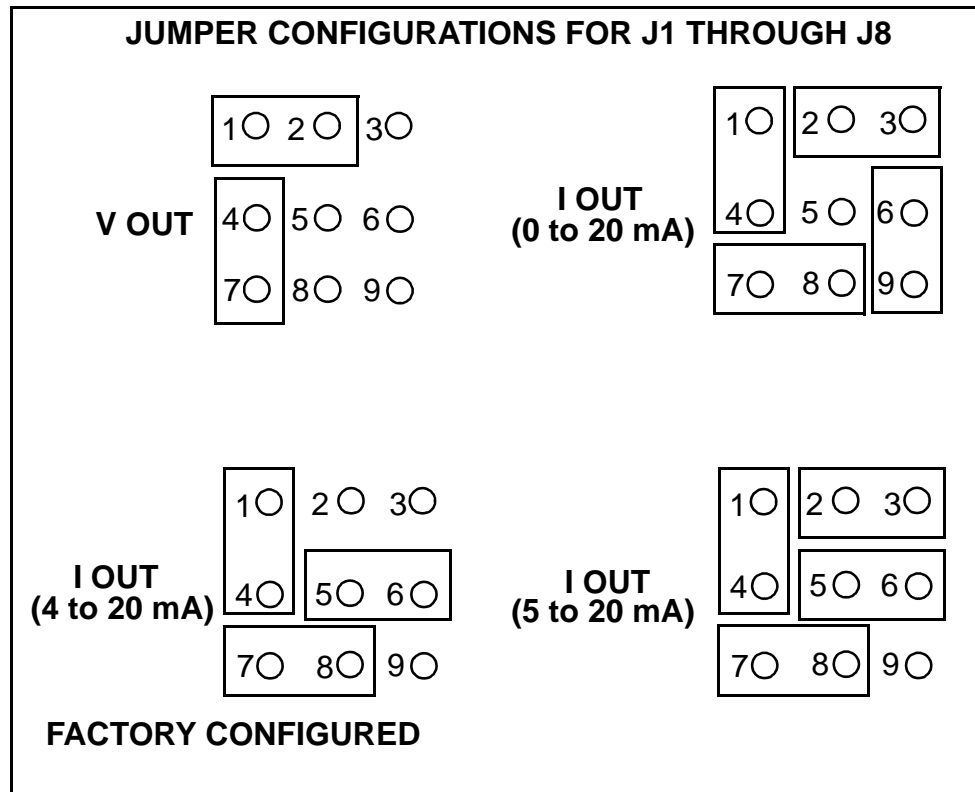 JUMPER CONFIGURATIONS FOR J1 THROUGH J8
1 2 3
V OUT
4 5 6
7 8 9
1 2 3
I OUT
(0 to 20 mA)
4 5 6
7 8 9
1 2 3
I OUT
(4 to 20 mA)
4 5 6
7 8 9
FACTORY CONFIGURED
1 2 3
I OUT
(5 to 20 mA)
4 5 6
7 8 9